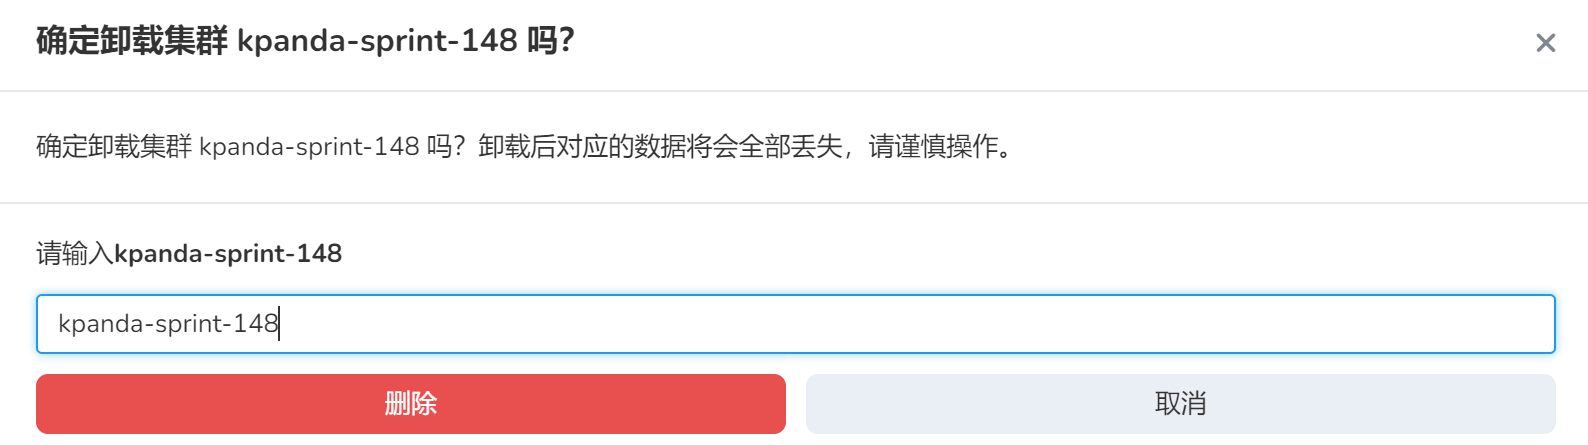 确定卸载集群 kpanda-sprint-148 吗？
确定卸载集群 kpanda-sprint-148 吗？卸载后对应的数据将会全部丢失，请谨慎操作。
请输入kpanda-sprint-148
kpanda-sprint-148
删除
取消